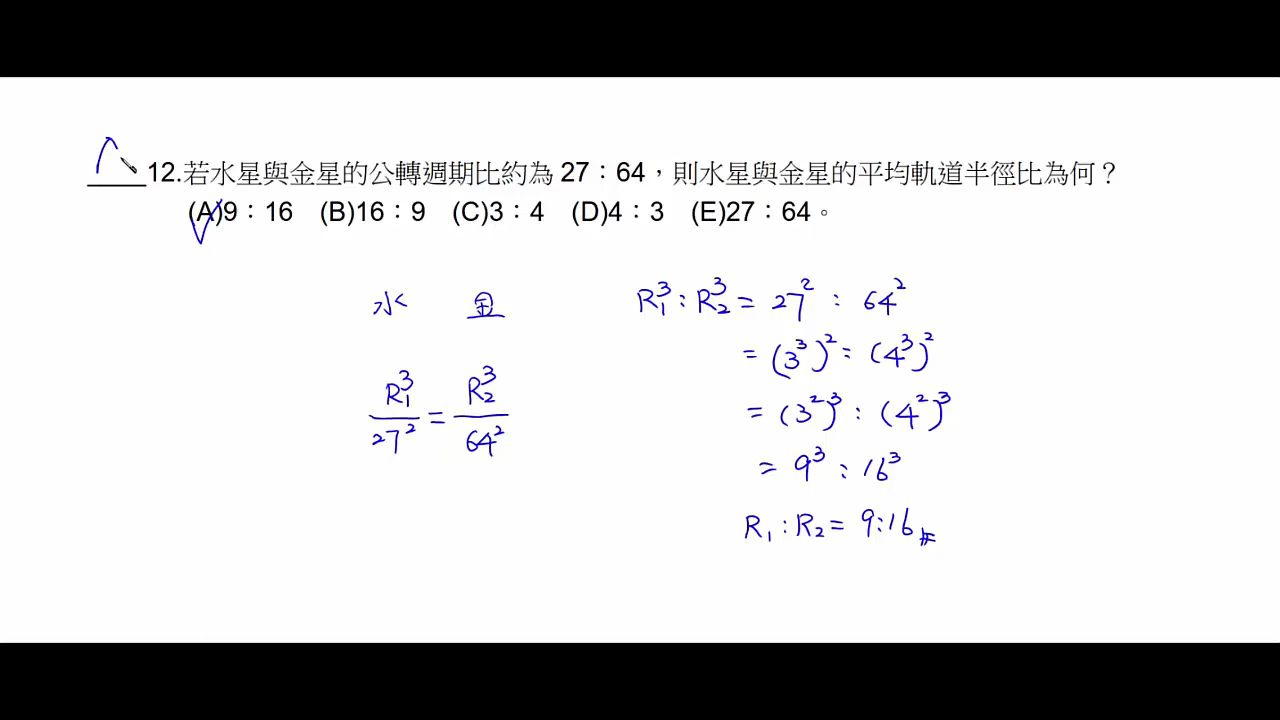 12.若水星與金星的公轉週期比約為 27：64，則水星與金星的平均軌道半徑比為何？
(A)9：16 (B)16：9 (C)3：4 (D)4：3 (E)27：64。
水 金
R₁³/27² = R₂³/64²
R₁³ : R₂³ = 27² : 64²
= (3³)² : (4³)²
= (3²)³ : (4²)³
= 9³ : 16³
R₁ : R₂ = 9:16#